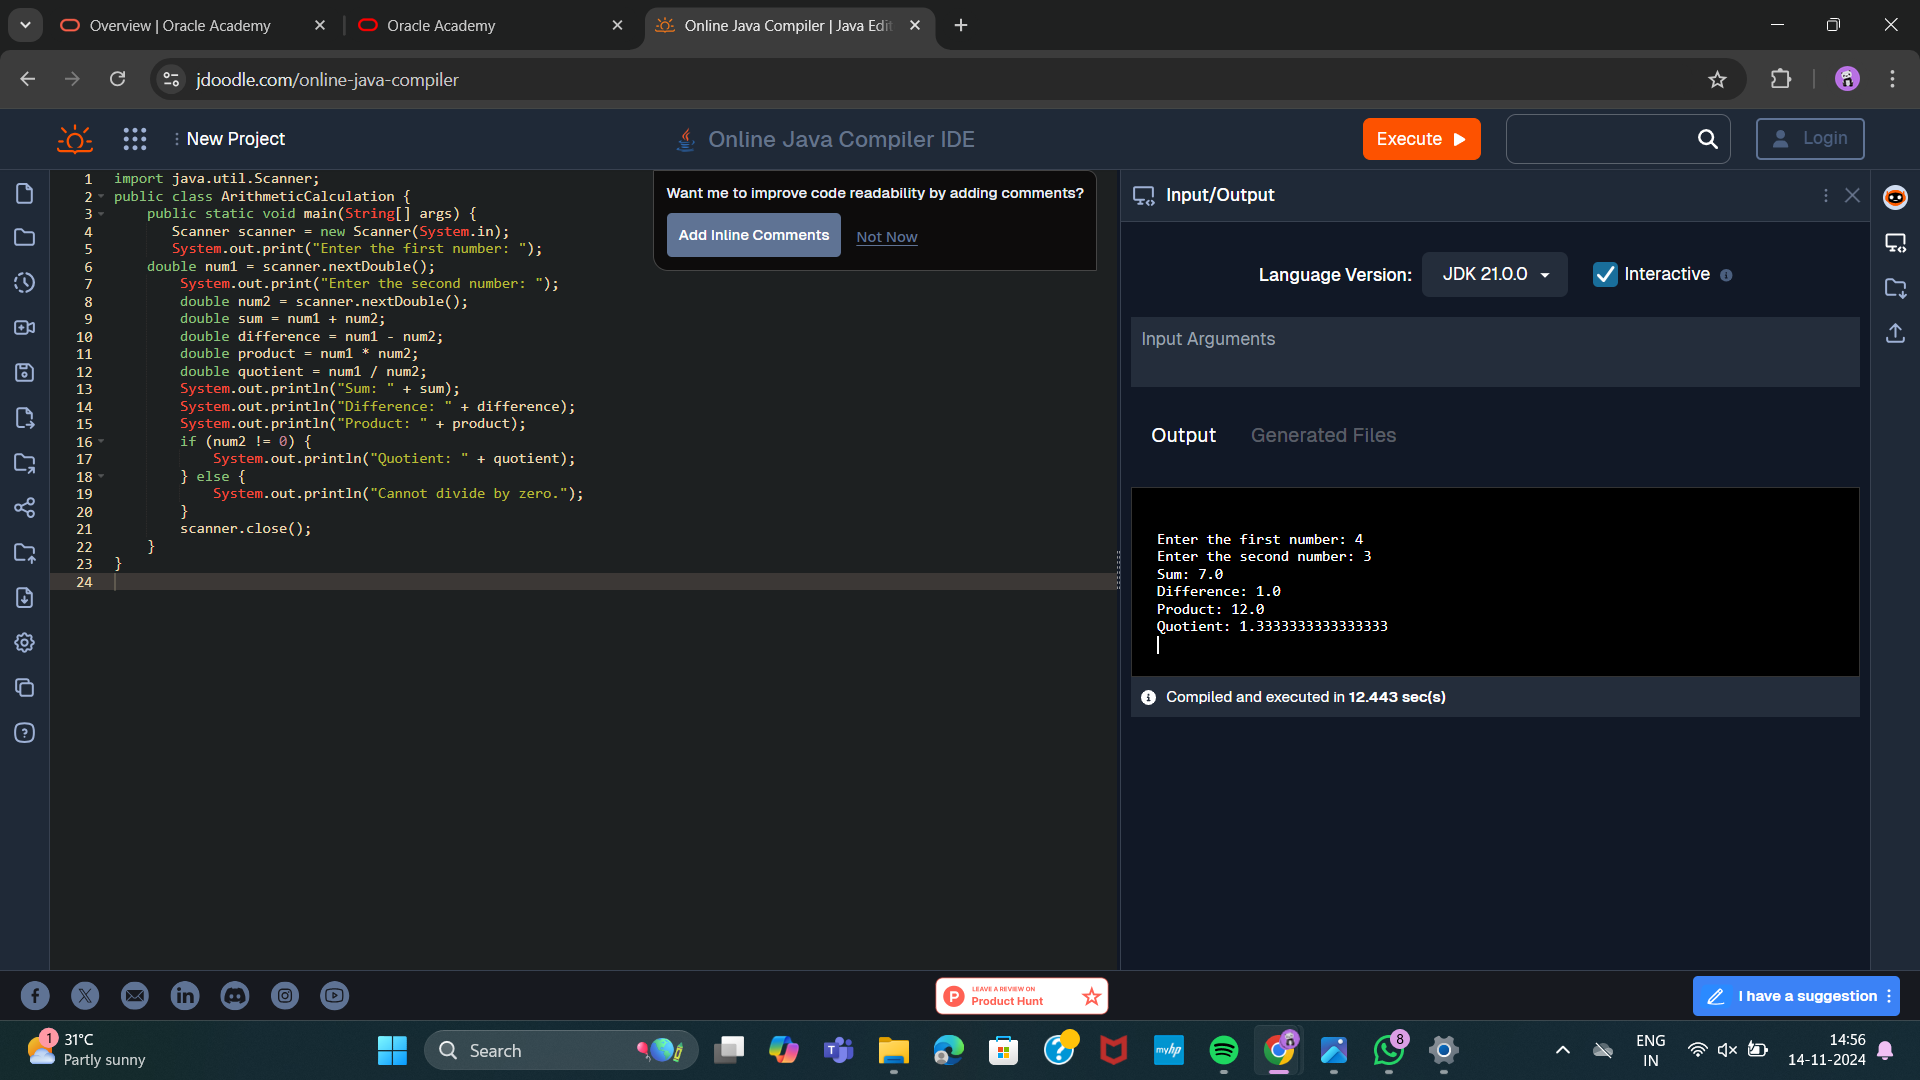 Overview | Oracle Academy
Oracle Academy
Online Java Compiler | Java Edi
jdoodle.com/online-java-compiler
New Project
Online Java Compiler IDE
Execute
Login
1 import java.util.Scanner;
2 public class ArithmeticCalculation {
3     public static void main(String[] args) {
4        Scanner scanner = new Scanner(System.in);
5        System.out.print("Enter the first number: ");
6     double num1 = scanner.nextDouble();
7         System.out.print("Enter the second number: ");
8         double num2 = scanner.nextDouble();
9         double sum = num1 + num2;
10         double difference = num1 - num2;
11         double product = num1 * num2;
12         double quotient = num1 / num2;
13         System.out.println("Sum: " + sum);
14         System.out.println("Difference: " + difference);
15         System.out.println("Product: " + product);
16         if (num2 != 0) {
17             System.out.println("Quotient: " + quotient);
18         } else {
19             System.out.println("Cannot divide by zero.");
20         }
21         scanner.close();
22     }
23 }
24
Want me to improve code readability by adding comments?
Add Inline Comments
Not Now
Input/Output
Language Version:
JDK 21.0.0
Interactive
Input Arguments
Output
Generated Files
Enter the first number: 4
Enter the second number: 3
Sum: 7.0
Difference: 1.0
Product: 12.0
Quotient: 1.3333333333333333
Compiled and executed in 12.443 sec(s)
LEAVE A REVIEW ON
Product Hunt
I have a suggestion
1
31°C
Partly sunny
Search
myhp
8
ENG
IN
14:56
14-11-2024